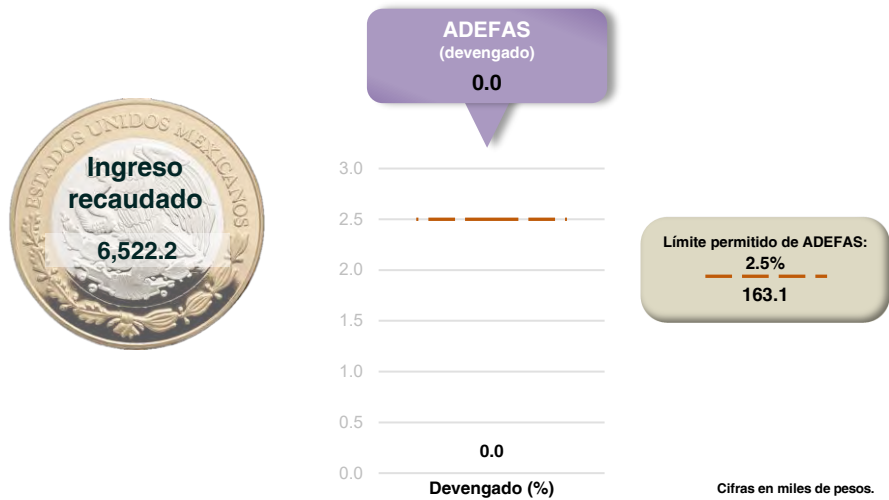 ADEFAS
(devengado)
0.0
ESTADOS UNIDOS MEXICANOS
Ingreso
recaudado
6,522.2
3.0
2.5
2.0
1.5
1.0
0.5
0.0
0.0
Devengado (%)
Límite permitido de ADEFAS:
2.5%
163.1
Cifras en miles de pesos.